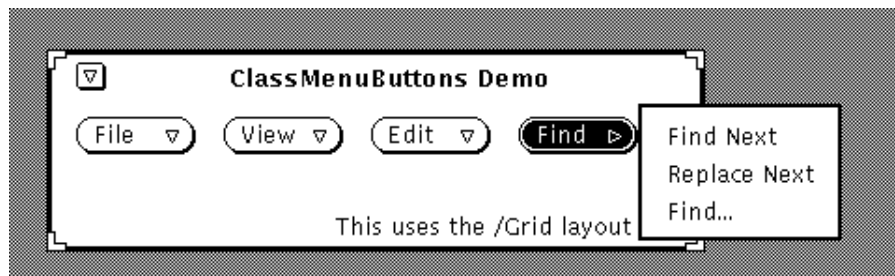 ClassMenuButtons Demo
File View Edit Find
Find Next
Replace Next
Find...
This uses the /Grid layout